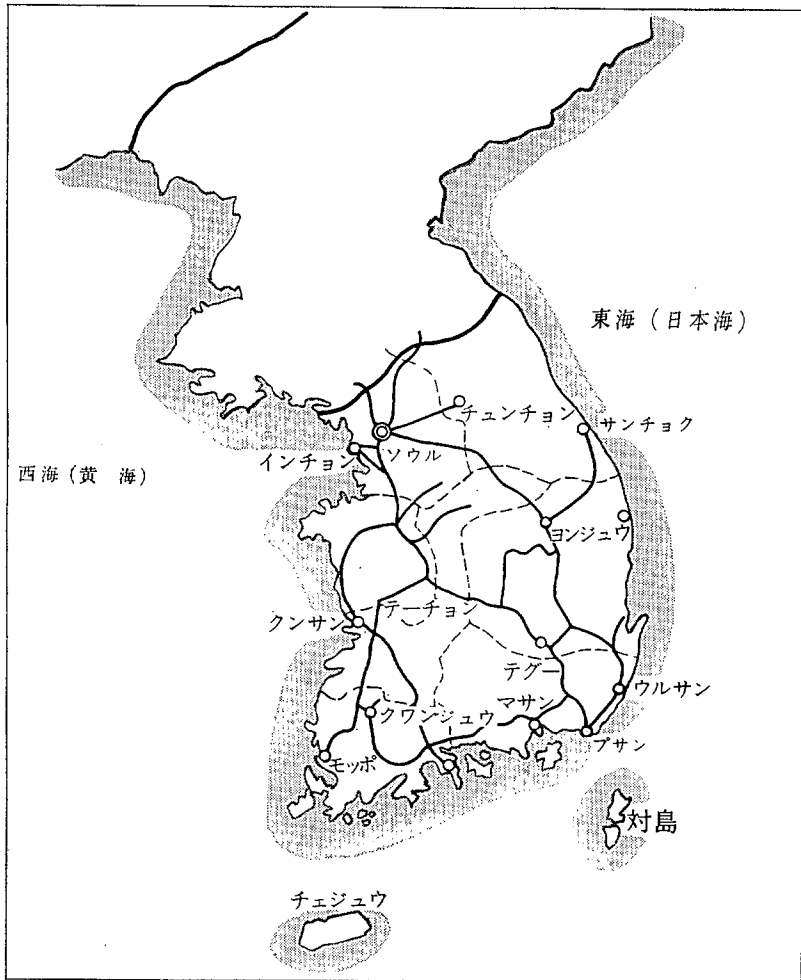 東海（日本海）
チュンチョン
サンチョク
インチョン
ソウル
西海（黄　海）
ヨンジュウ
テーチョン
クンサン
テグー
ウルサン
マサン
クワンジュウ
プサン
モッポ
対島
チェジュウ